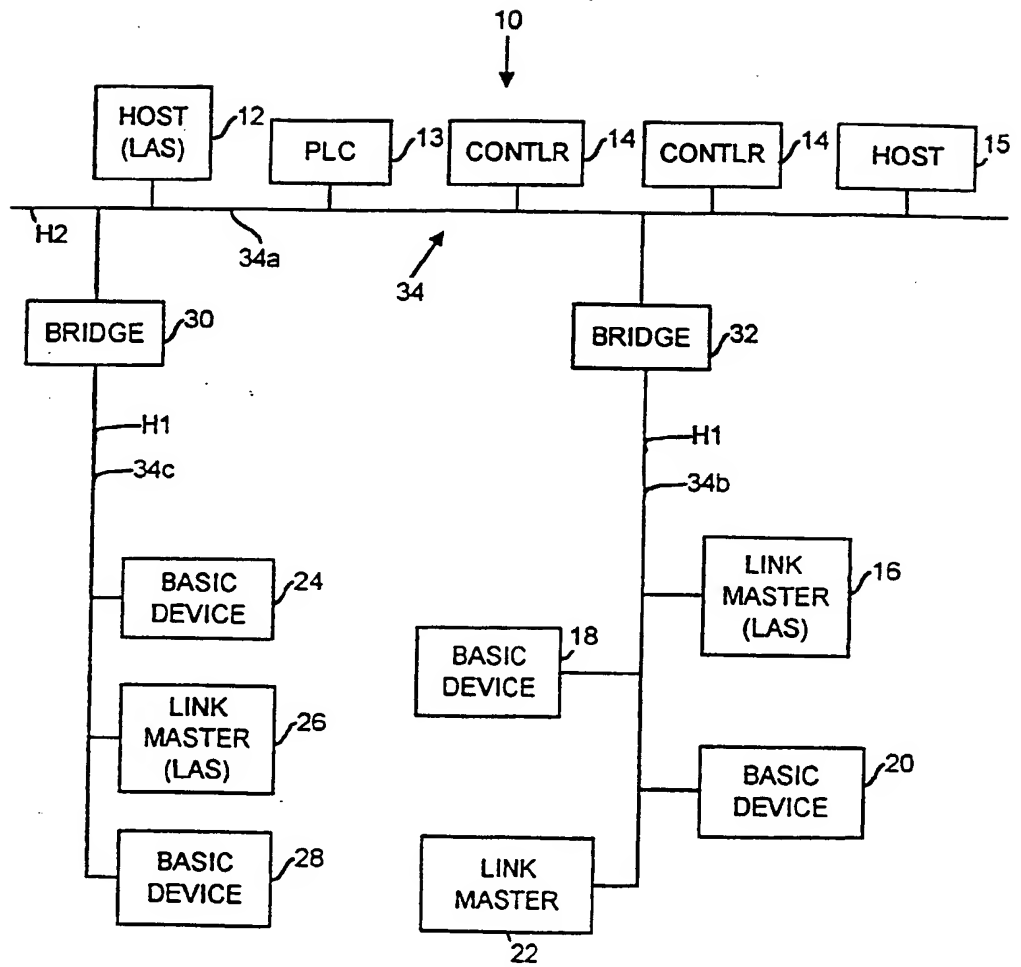 10
HOST
(LAS)
12
PLC
13
CONTLR
14
CONTLR
14
HOST
15
H2
34a
34
BRIDGE
30
BRIDGE
32
H1
34c
H1
34b
BASIC
DEVICE
24
LINK
MASTER
(LAS)
16
BASIC
DEVICE
18
LINK
MASTER
(LAS)
26
BASIC
DEVICE
20
BASIC
DEVICE
28
LINK
MASTER
22